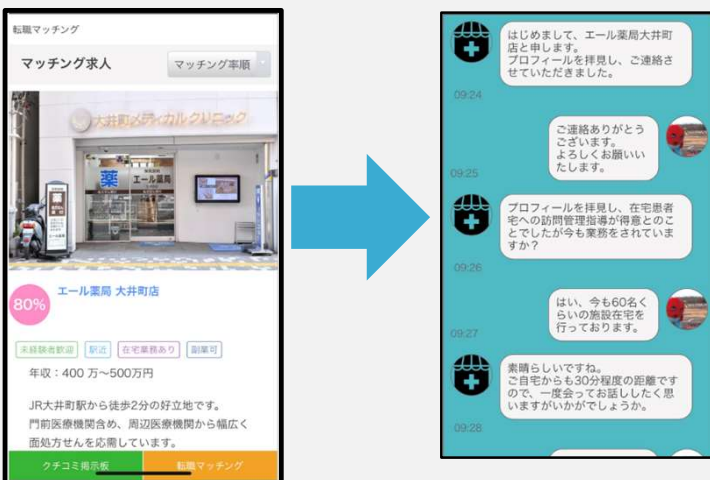 転職マッチング
マッチング求人
マッチング率順
大井町メディカルクリニック
薬
エール薬局
80%
エール薬局 大井町店
未経験者歓迎
駅近
在宅業務あり
副業可
年収：400 万〜500万円
JR大井町駅から徒歩2分の好立地です。
門前医療機関含め、周辺医療機関から幅広く
面処方せんを応需しています。
クチコミ掲示板
転職マッチング
はじめまして、エール薬局大井町
店と申します。
プロフィールを拝見し、ご連絡さ
せていただきました。
09:24
ご連絡ありがとう
ございます。
よろしくお願いい
たします。
09:25
プロフィールを拝見し、在宅患者
宅への訪問管理指導が得意とのこ
とでしたが今も業務をされていま
すか？
09:26
はい、今も60名く
らいの施設在宅を
行っております。
09:27
素晴らしいですね。
ご自宅からも30分程度の距離です
ので、一度会ってお話ししたく思
いますがいかがでしょうか。
09:28